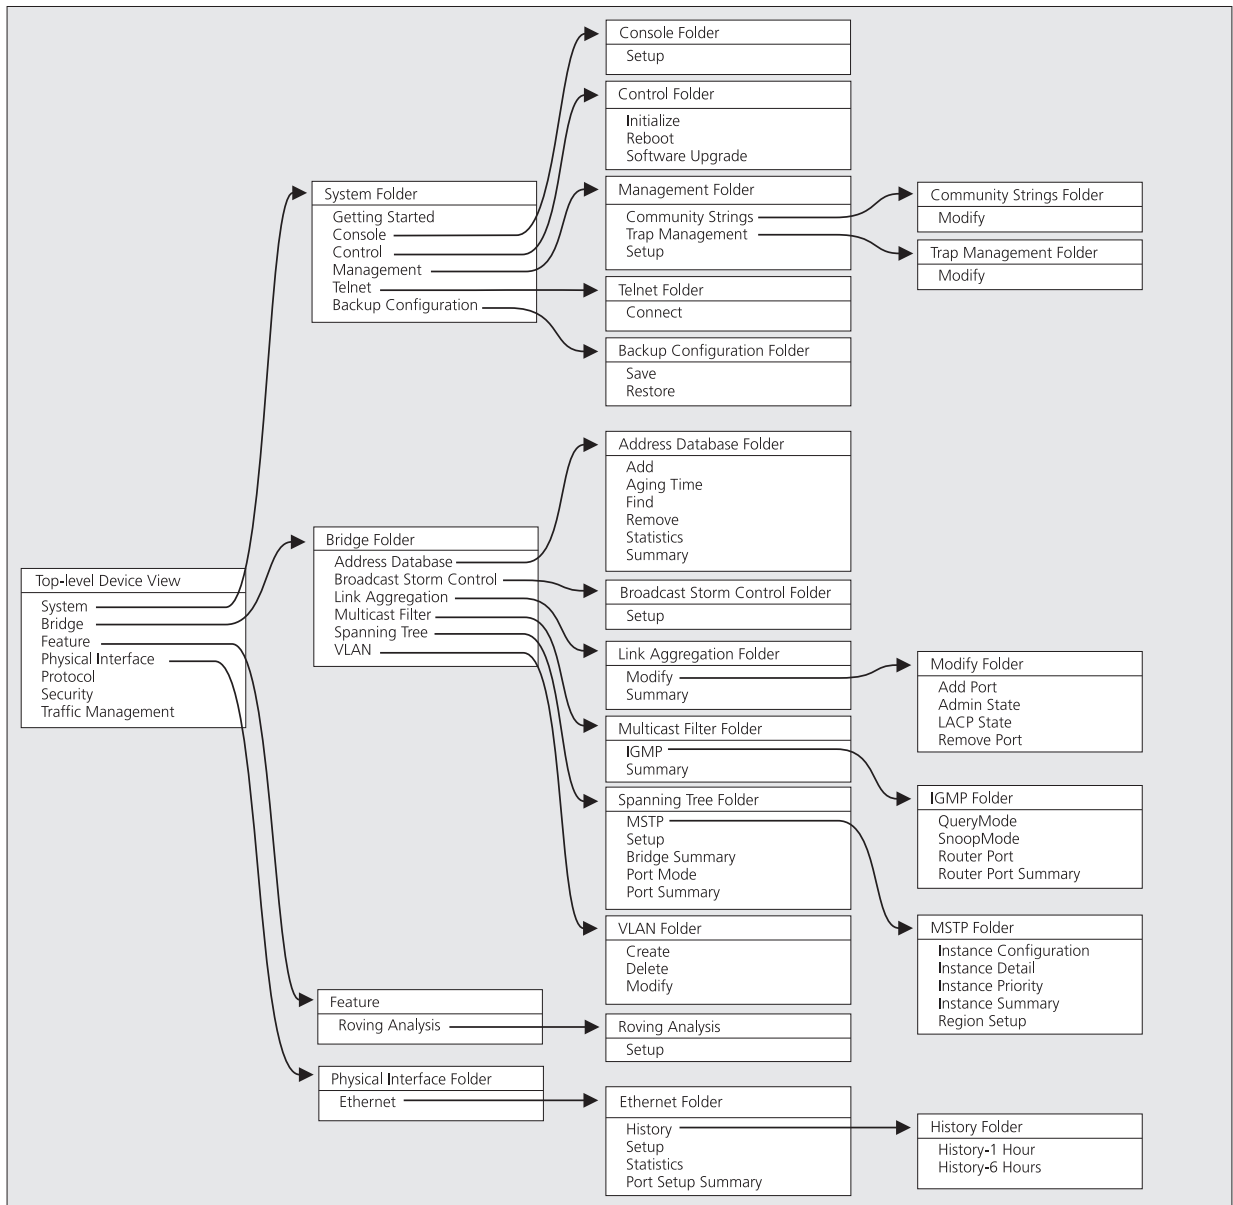 Console Folder
Setup
Control Folder
Initialize
Reboot
Software Upgrade
System Folder
Getting Started
Console
Control
Management
Telnet
Backup Configuration
Management Folder
Community Strings
Trap Management
Setup
Community Strings Folder
Modify
Trap Management Folder
Modify
Telnet Folder
Connect
Backup Configuration Folder
Save
Restore
Address Database Folder
Add
Aging Time
Find
Remove
Statistics
Summary
Bridge Folder
Address Database
Broadcast Storm Control
Link Aggregation
Multicast Filter
Spanning Tree
VLAN
Top-level Device View
System
Bridge
Feature
Physical Interface
Protocol
Security
Traffic Management
Broadcast Storm Control Folder
Setup
Link Aggregation Folder
Modify
Summary
Modify Folder
Add Port
Admin State
LACP State
Remove Port
Multicast Filter Folder
IGMP
Summary
IGMP Folder
QueryMode
SnoopMode
Router Port
Router Port Summary
Spanning Tree Folder
MSTP
Setup
Bridge Summary
Port Mode
Port Summary
MSTP Folder
Instance Configuration
Instance Detail
Instance Priority
Instance Summary
Region Setup
VLAN Folder
Create
Delete
Modify
Feature
Roving Analysis
Roving Analysis
Setup
Physical Interface Folder
Ethernet
Ethernet Folder
History
Setup
Statistics
Port Setup Summary
History Folder
History-1 Hour
History-6 Hours